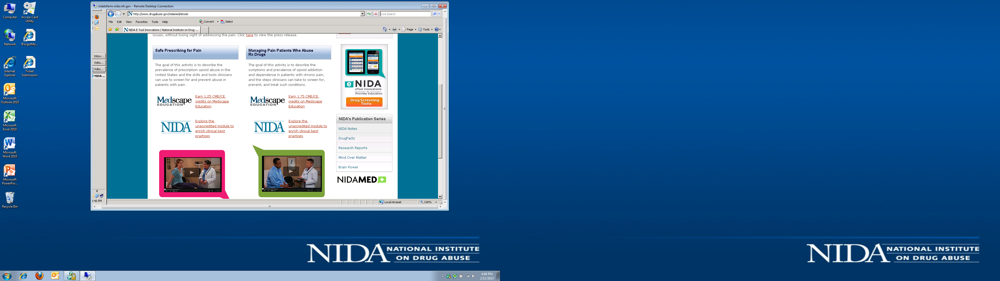 Computer
Access Card
Utility
Network
IForgotMy...
Internet
Explorer
Ticket
Submission
Microsoft
Outlook 2010
Microsoft
Excel 2010
Microsoft
Word 2010
Microsoft
PowerPoi...
Recycle Bin
nidatsfarm.nida.nih.gov - Remote Desktop Connection
http://www.drugabuse.gov/nidamed/etools
Live Search
File Edit View Favorites Tools Help Convert Select
NIDA E-Tool Innovations | National Institute on Drug ...
Page Tools
Inbox...
Volko...
Volko...
NIDA ...
:46 PM
issues, without losing sight of addressing the pain. Click here to view the press release.
Safe Prescribing for Pain
The goal of this activity is to describe the
prevalence of prescription opioid abuse in the
United States and the skills and tools clinicians
can use to screen for and prevent abuse in
patients with pain.
Medscape
EDUCATION
Earn 1.25 CME/CE
credits on Medscape
Education
NIDA
Explore the
unaccredited module to
enrich clinical best
practices
Managing Pain Patients Who Abuse
Rx Drugs
The goal of this activity is to describe the
symptoms and prevalence of opioid addiction
and dependence in patients with chronic pain,
and the steps clinicians can take to screen for,
prevent, and treat such conditions.
Medscape
EDUCATION
Earn 1.75 CME/CE
credits on Medscape
Education
NIDA
Explore the
unaccredited module to
enrich clinical best
practices
e NIDA
eTool Innovations
for
Provider Education
Drug Screening
Tool ▸
NIDA's Publication Series
NIDA Notes
DrugFacts
Research Reports
Mind Over Matter
Brain Power
NIDAMED
Local intranet
100%
NIDA NATIONAL INSTITUTE
ON DRUG ABUSE
NIDA NATIONAL INSTITUTE
ON DRUG ABUSE
4:46 PM
2/11/2013